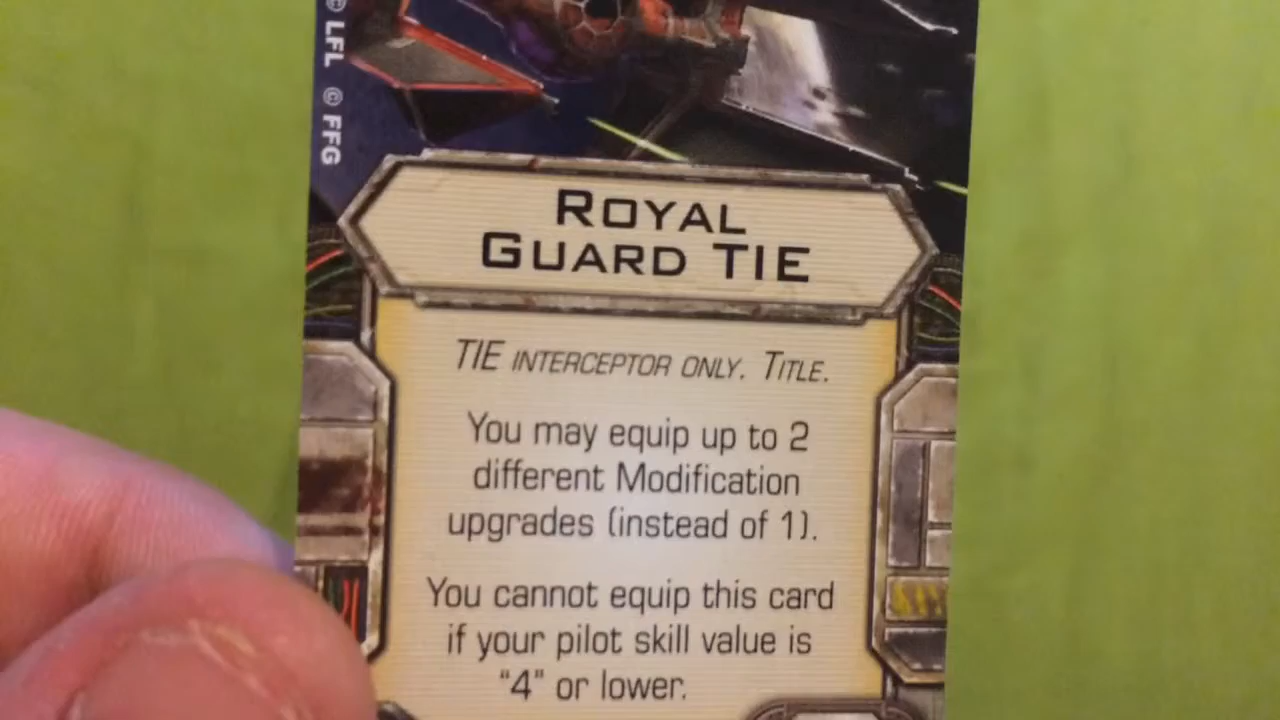 © LFL © FFG
ROYAL
GUARD TIE
TIE INTERCEPTOR ONLY. TITLE.
You may equip up to 2
different Modification
upgrades (instead of 1).
You cannot equip this card
if your pilot skill value is
"4" or lower.